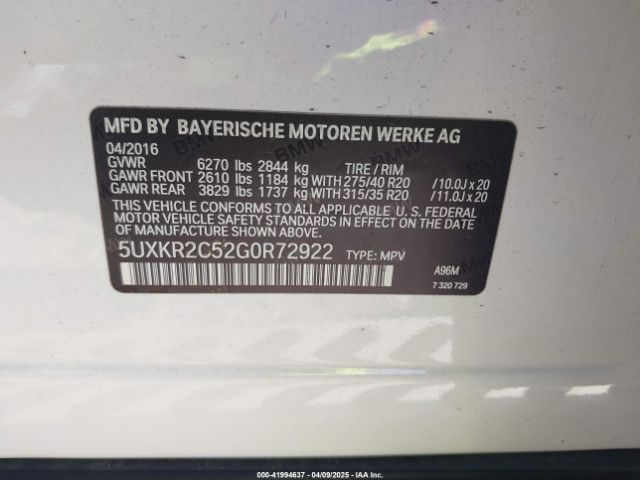 MFD BY BAYERISCHE MOTOREN WERKE AG
04/2016
GVWR 6270 lbs 2844 kg TIRE / RIM
GAWR FRONT 2610 lbs 1184 kg WITH 275/40 R20 /10.0J x 20
GAWR REAR 3829 lbs 1737 kg WITH 315/35 R20 /11.0J x 20
THIS VEHICLE CONFORMS TO ALL APPLICABLE U. S. FEDERAL
MOTOR VEHICLE SAFETY STANDARDS IN EFFECT ON THE DATE
OF MANUFACTURE SHOWN ABOVE.
5UXKR2C52G0R72922 TYPE: MPV
A96M
7 320 729
000-41994637 - 04/09/2025 - IAAI.COM